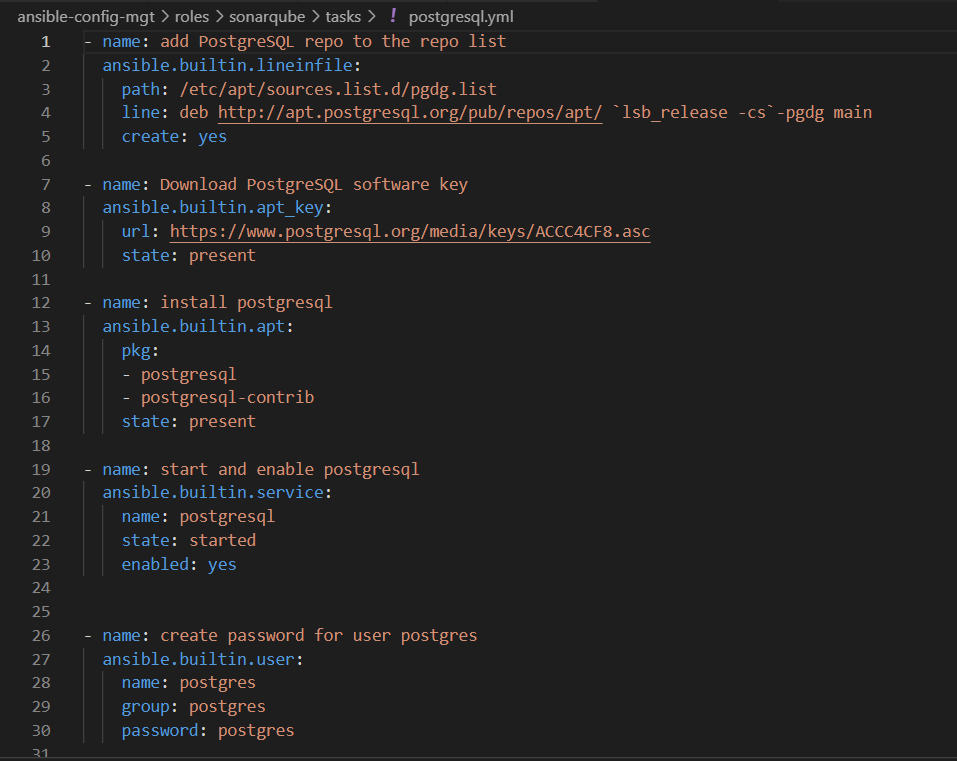 ansible-config-mgt > roles > sonarqube > tasks > ! postgresql.yml
1 - name: add PostgreSQL repo to the repo list
2 ansible.builtin.lineinfile:
3 path: /etc/apt/sources.list.d/pgdg.list
4 line: deb http://apt.postgresql.org/pub/repos/apt/ `lsb_release -cs`-pgdg main
5 create: yes
6
7 - name: Download PostgreSQL software key
8 ansible.builtin.apt_key:
9 url: https://www.postgresql.org/media/keys/ACCC4CF8.asc
10 state: present
11
12 - name: install postgresql
13 ansible.builtin.apt:
14 pkg:
15 - postgresql
16 - postgresql-contrib
17 state: present
18
19 - name: start and enable postgresql
20 ansible.builtin.service:
21 name: postgresql
22 state: started
23 enabled: yes
24
25
26 - name: create password for user postgres
27 ansible.builtin.user:
28 name: postgres
29 group: postgres
30 password: postgres
31